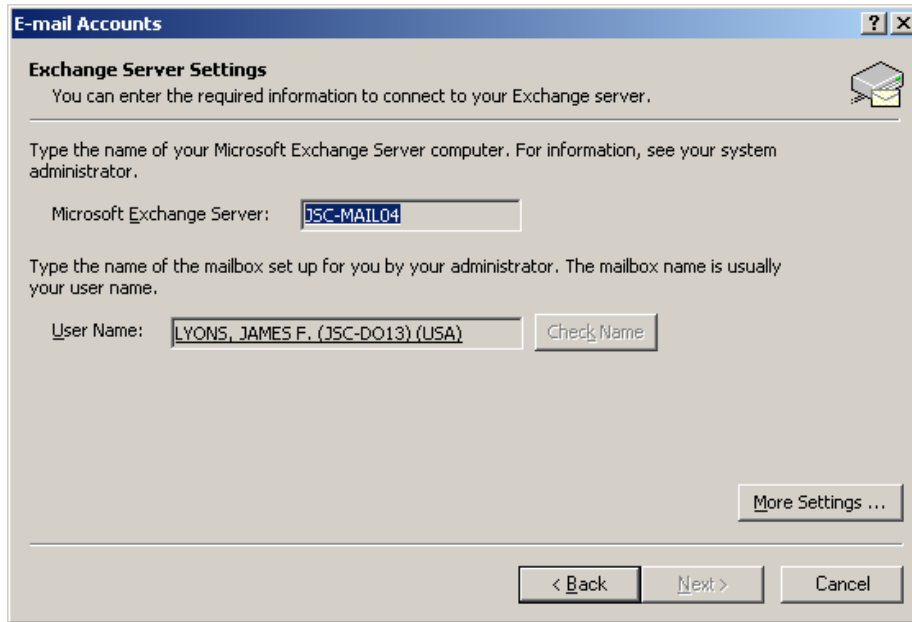 E-mail Accounts
Exchange Server Settings
You can enter the required information to connect to your Exchange server.
Type the name of your Microsoft Exchange Server computer. For information, see your system
administrator.
Microsoft Exchange Server: JSC-MAIL04
Type the name of the mailbox set up for you by your administrator. The mailbox name is usually
your user name.
User Name: LYONS, JAMES F. (JSC-DO13) (USA) Check Name
More Settings ...
< Back Next > Cancel